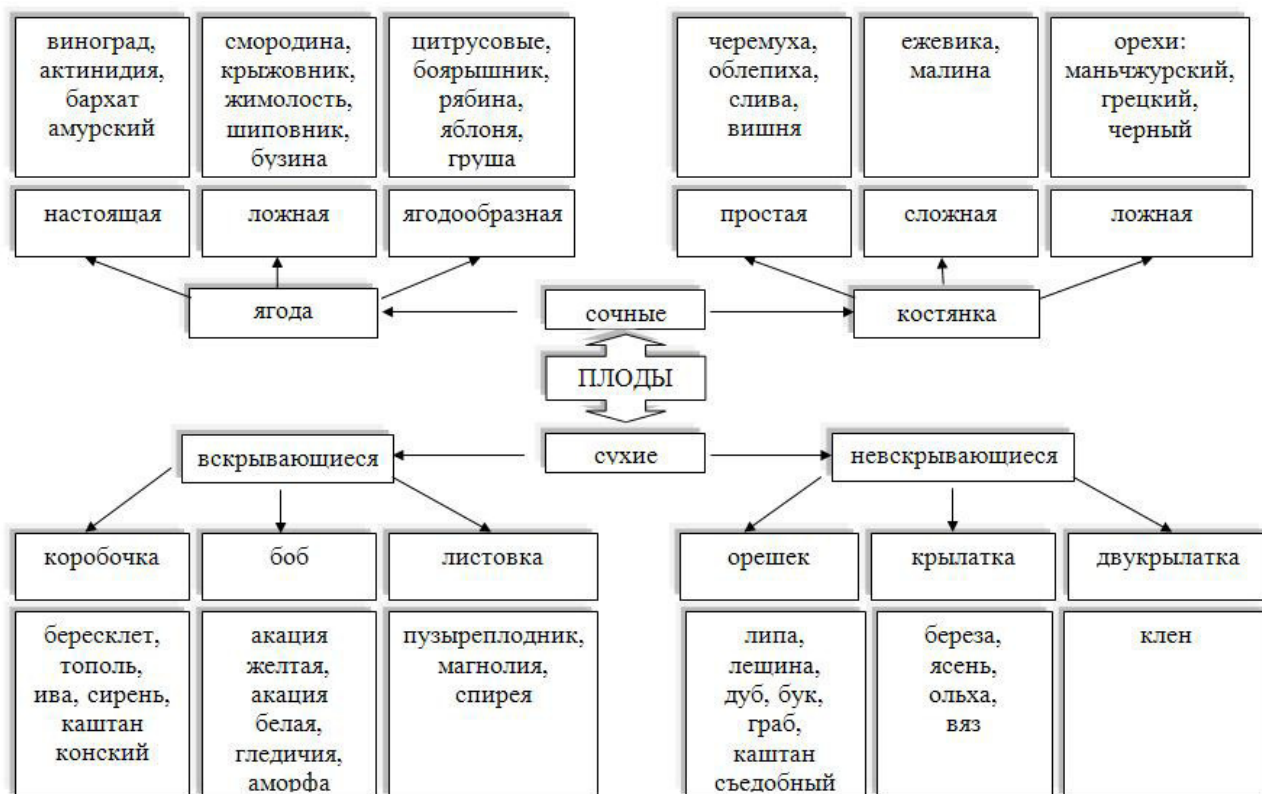 виноград,
актинидия,
бархат
амурский
смородина,
крыжовник,
жимолость,
шиповник,
бузина
цитрусовые,
боярышник,
рябина,
яблоня,
груша
черемуха,
облепиха,
слива,
вишня
ежевика,
малина
орехи:
маньчжурский,
грецкий,
черный
настоящая
ложная
ягодообразная
простая
сложная
ложная
ягода
сочные
костянка
ПЛОДЫ
вскрывающиеся
сухие
невскрывающиеся
коробочка
боб
листовка
орешек
крылатка
двукрылатка
бересклет,
тополь,
ива, сирень,
каштан
конский
акация
желтая,
акация
белая,
гледичия,
аморфа
пузыреплодник,
магнолия,
спирея
липа,
лещина,
дуб, бук,
граб,
каштан
съедобный
береза,
ясень,
ольха,
вяз
клен